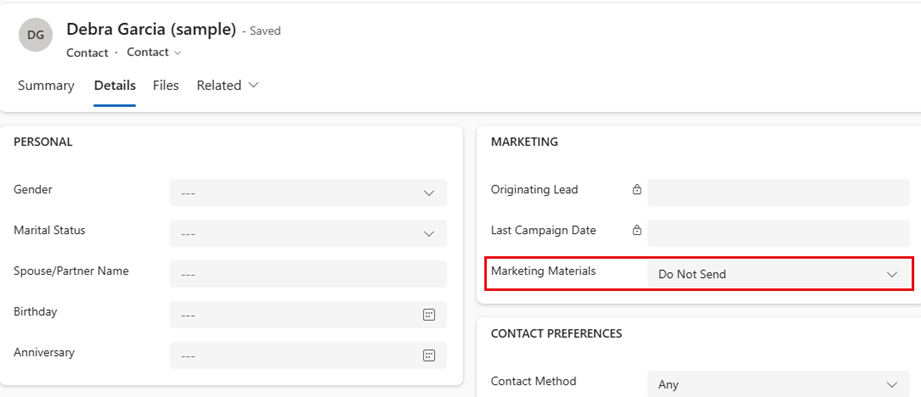 DG
Debra Garcia (sample) - Saved
Contact · Contact
Summary Details Files Related
PERSONAL
Gender ---
Marital Status ---
Spouse/Partner Name ---
Birthday ---
Anniversary ---
MARKETING
Originating Lead
Last Campaign Date
Marketing Materials Do Not Send
CONTACT PREFERENCES
Contact Method Any